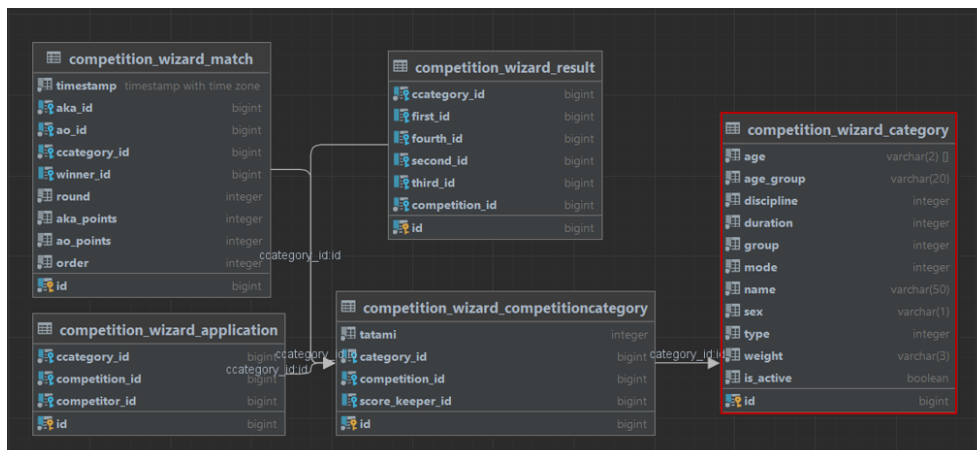 competition_wizard_match
timestamp timestamp with time zone
aka_id bigint
ao_id bigint
ccategory_id bigint
winner_id bigint
round integer
aka_points integer
ao_points integer
order integer
id bigint
competition_wizard_result
ccategory_id bigint
first_id bigint
fourth_id bigint
second_id bigint
third_id bigint
competition_id bigint
id bigint
competition_wizard_category
age varchar(2) []
age_group varchar(20)
discipline integer
duration integer
group integer
mode integer
name varchar(50)
sex varchar(1)
type integer
weight varchar(3)
is_active boolean
id bigint
ccategory_id:id
competition_wizard_application
ccategory_id bigint
competition_id bigint
competitor_id bigint
id bigint
ccategory_id:id
ccategory_id:id
competition_wizard_competitioncategory
tatami integer
category_id bigint
competition_id bigint
score_keeper_id bigint
id bigint
category_id:id